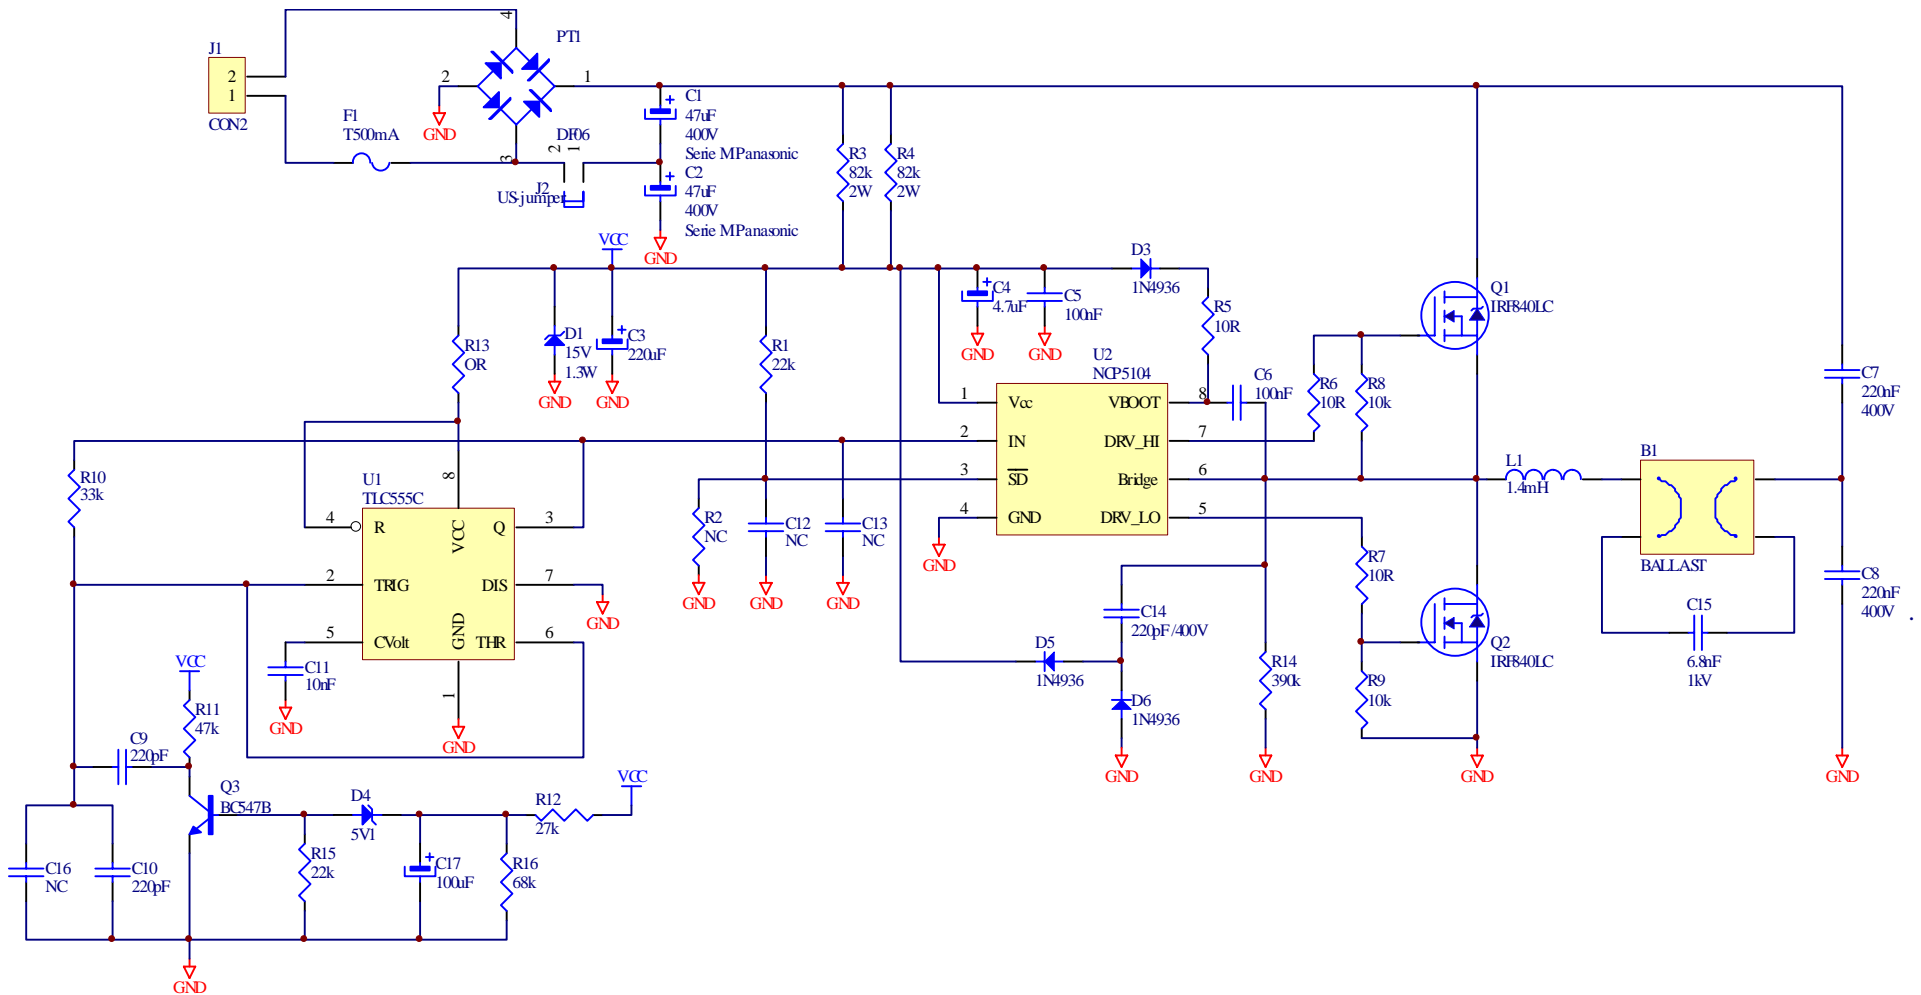 J1
2
1
CON2
F1
T500mA
4
2
1
3
PT1
DF06
GND
2
1
J2
US-jumper
C1
47uF
400V
Serie M Panasonic
C2
47uF
400V
Serie M Panasonic
GND
R3
82k
2W
R4
82k
2W
VCC
R13
OR
D1
15V
1.3W
GND
C3
220uF
GND
R1
22k
C4
4.7uF
GND
C5
100nF
GND
D3
1N4936
R5
10R
U2
NCP5104
1
2
3
4
Vcc
IN
SD
GND
VBOOT
DRV_HI
Bridge
DRV_LO
8
7
6
5
GND
C6
100nF
R6
10R
R8
10k
Q1
IRF840LC
L1
1.4mH
B1
BALLAST
C7
220nF
400V
C8
220nF
400V
.
GND
C15
6.8nF
1kV
R10
33k
U1
TLC555C
8
4
R
VCC
Q
3
2
TRIG
DIS
7
5
CVolt
GND
THR
6
1
GND
GND
C11
10nF
GND
R2
NC
GND
C12
NC
GND
C13
NC
GND
C14
220pF/400V
D5
1N4936
D6
1N4936
GND
R14
390k
GND
R7
10R
R9
10k
Q2
IRF840LC
GND
VCC
R11
47k
C9
220pF
Q3
BC547B
D4
5V1
R12
27k
VCC
C16
NC
C10
220pF
R15
22k
C17
100uF
R16
68k
GND